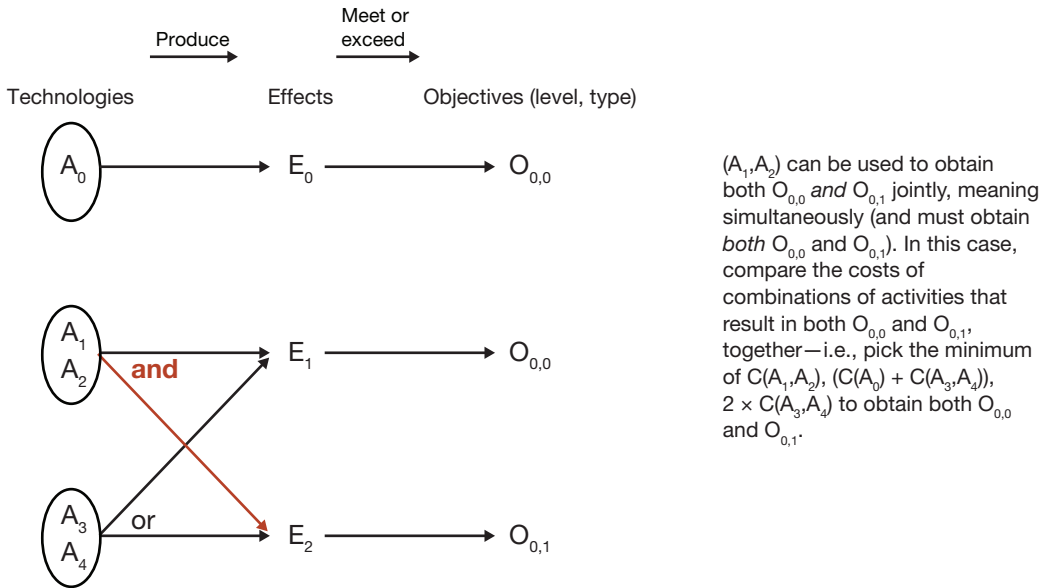 Produce
Meet or
exceed
Technologies
Effects
Objectives (level, type)
A0
E0
O0,0
A1
A2
and
E1
O0,0
A3
A4
or
E2
O0,1
(A1,A2) can be used to obtain
both O0,0 and O0,1 jointly, meaning
simultaneously (and must obtain
both O0,0 and O0,1). In this case,
compare the costs of
combinations of activities that
result in both O0,0 and O0,1,
together—i.e., pick the minimum
of C(A1,A2), (C(A0) + C(A3,A4)),
2 × C(A3,A4) to obtain both O0,0
and O0,1.